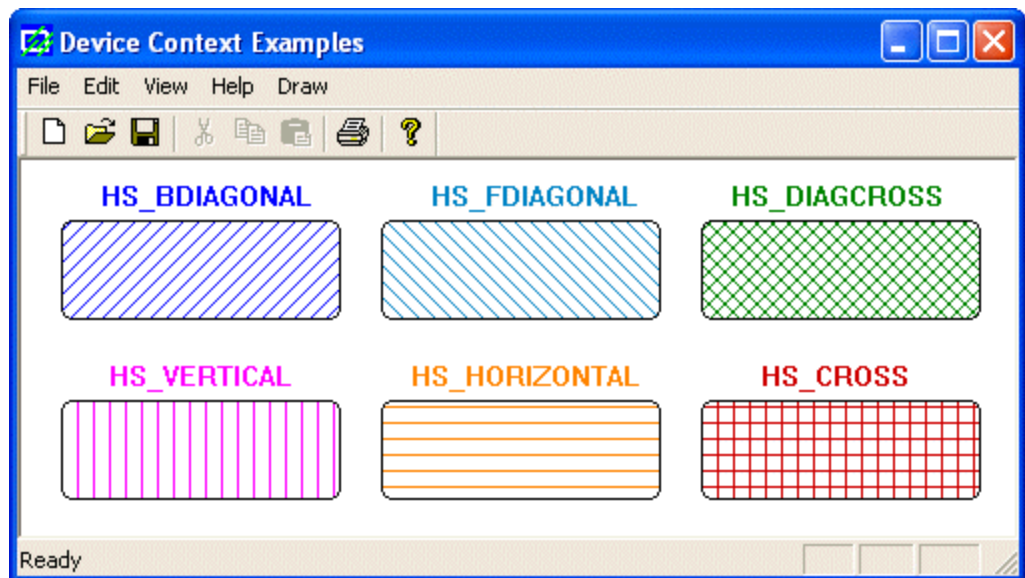 Device Context Examples
File Edit View Help Draw
HS_BDIAGONAL HS_FDIAGONAL HS_DIAGCROSS
HS_VERTICAL HS_HORIZONTAL HS_CROSS
Ready